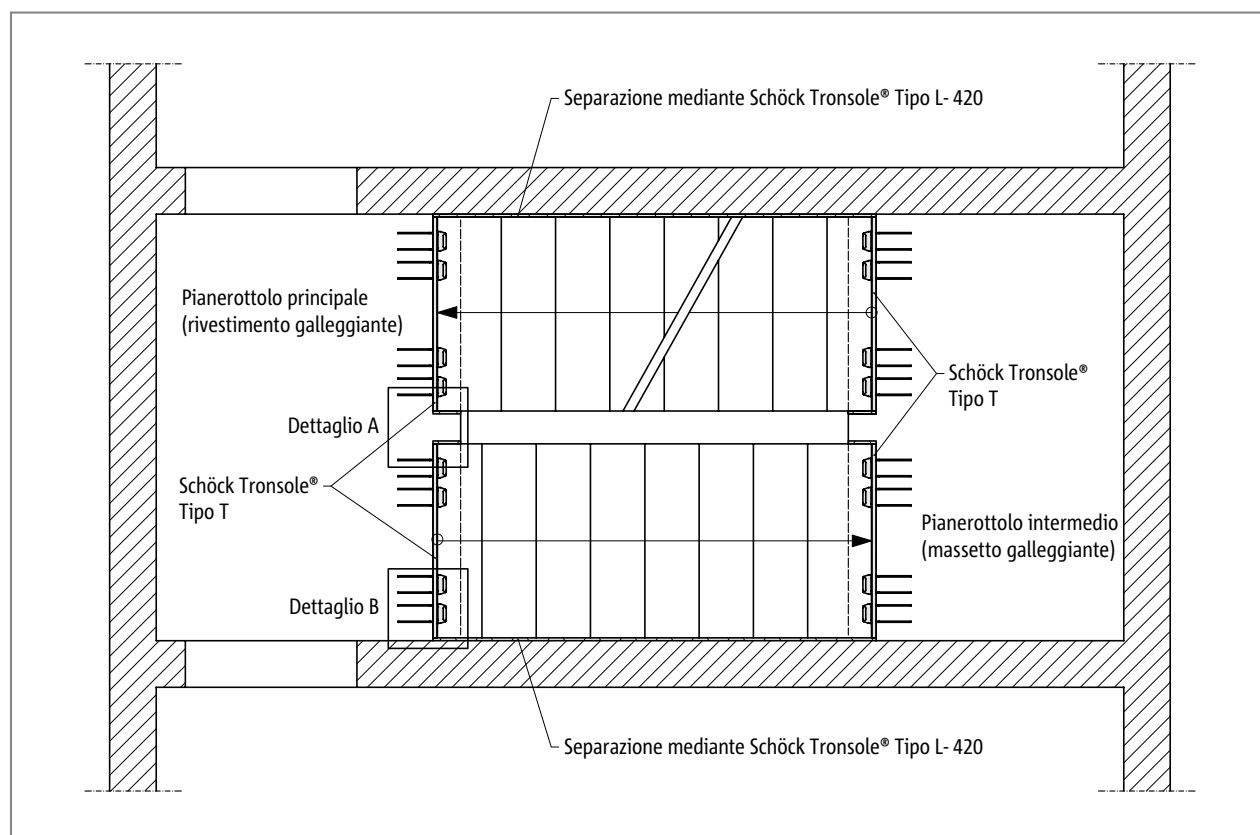 Separazione mediante Schöck Tronsole® Tipo L- 420
Pianerottolo principale
(rivestimento galleggiante)
Schöck Tronsole®
Tipo T
Dettaglio A
Schöck Tronsole®
Tipo T
Pianerottolo intermedio
(massetto galleggiante)
Dettaglio B
Separazione mediante Schöck Tronsole® Tipo L- 420